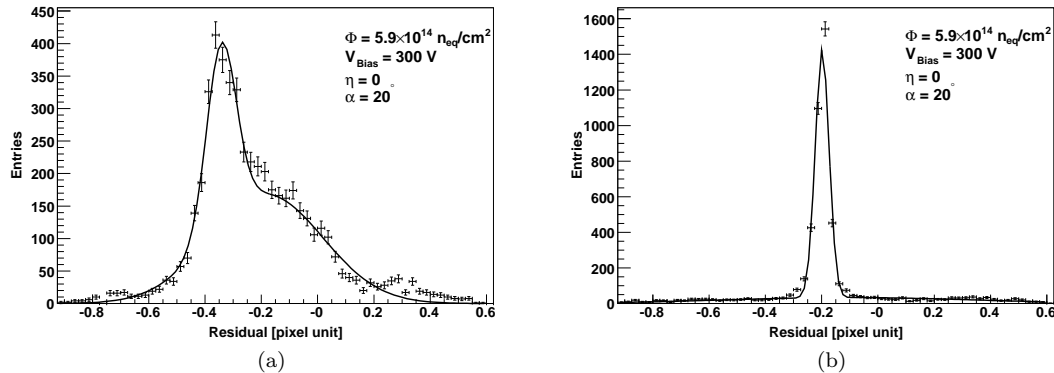 450
400
350
300
250
200
150
100
50
0
Entries
Φ = 5.9×10¹⁴ n_eq/cm²
V_Bias = 300 V
η = 0
α = 20°
-0.8 -0.6 -0.4 -0.2 -0 0.2 0.4 0.6
Residual [pixel unit]
(a)
1600
1400
1200
1000
800
600
400
200
0
Entries
Φ = 5.9×10¹⁴ n_eq/cm²
V_Bias = 300 V
η = 0
α = 20°
-0.8 -0.6 -0.4 -0.2 -0 0.2 0.4 0.6
Residual [pixel unit]
(b)